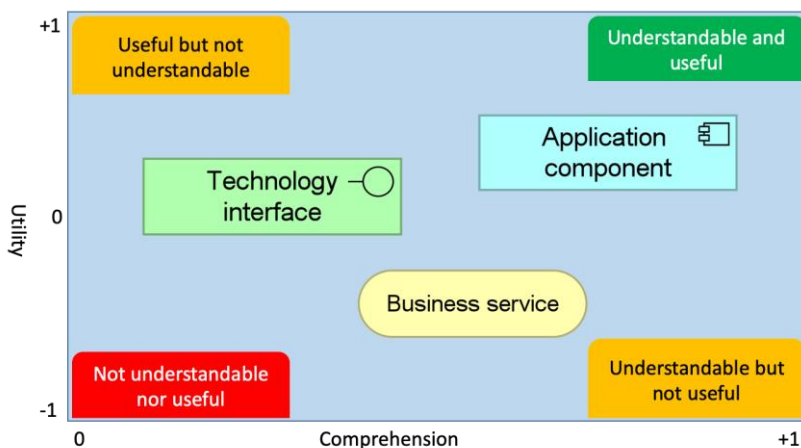 +1
Useful but not
understandable
Understandable and
useful
Application
component
Technology
interface
Utility
0
Business service
Not understandable
nor useful
Understandable but
not useful
-1
0
Comprehension
+1